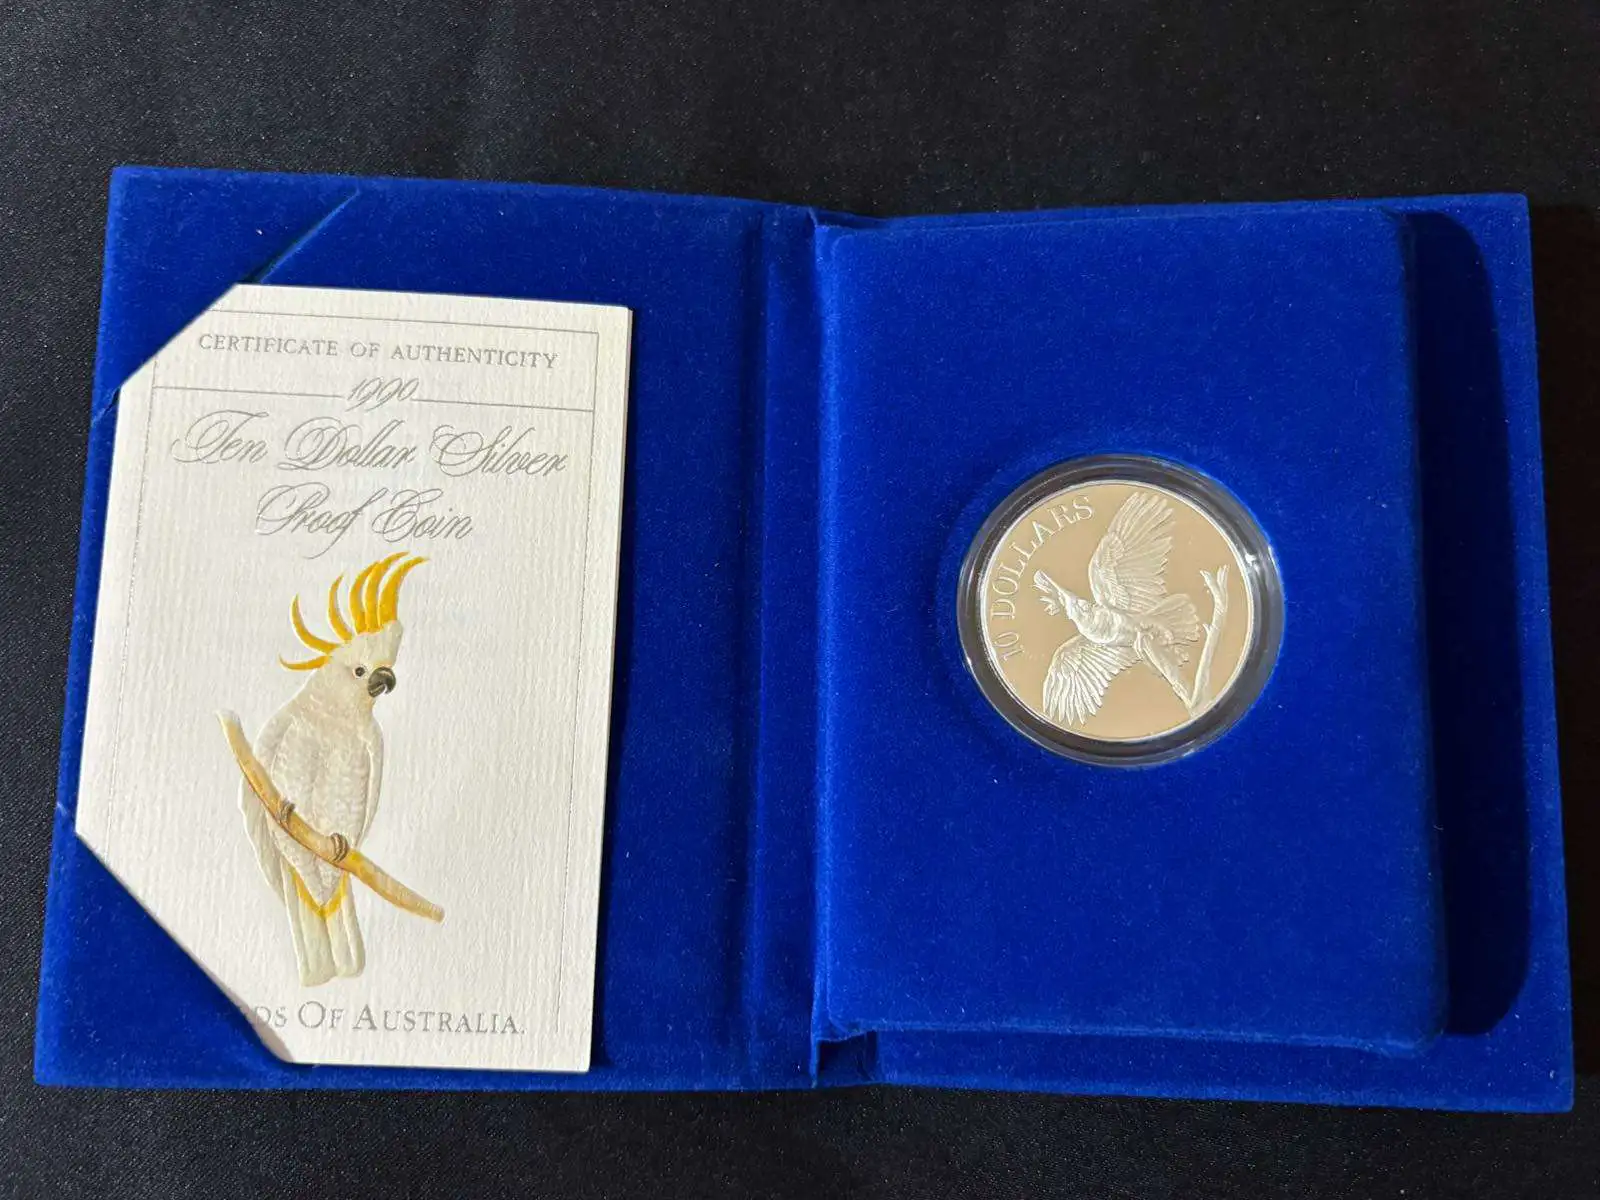 CERTIFICATE OF AUTHENTICITY
1990
Ten Dollar Silver
Proof Coin
OF AUSTRALIA.
10 DOLLARS